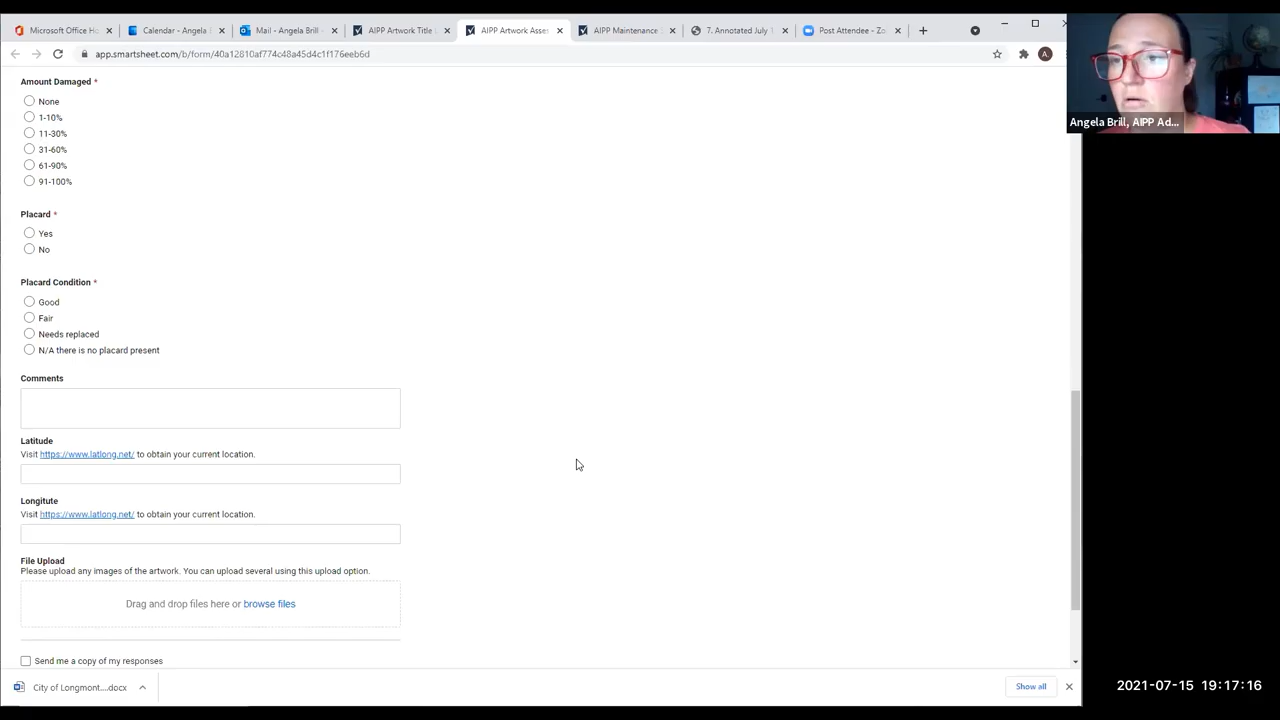 Microsoft Office Ho
Calendar - Angela B
Mail - Angela Brill -
AIPP Artwork Title L
AIPP Artwork Asses
AIPP Maintenance S
7. Annotated July 1
Post Attendee - Zo
app.smartsheet.com/b/form/40a12810af774c48a45d4c1f176eeb6d
A.
Angela Brill, AIPP Ad...
Amount Damaged *
None
1-10%
11-30%
31-60%
61-90%
91-100%
Placard *
Yes
No
Placard Condition *
Good
Fair
Needs replaced
N/A there is no placard present
Comments
Latitude
Visit https://www.latlong.net/ to obtain your current location.
Longitute
Visit https://www.latlong.net/ to obtain your current location.
File Upload
Please upload any images of the artwork. You can upload several using this upload option.
Drag and drop files here or browse files
Send me a copy of my responses
City of Longmont....docx
Show all
2021-07-15 19:17:16